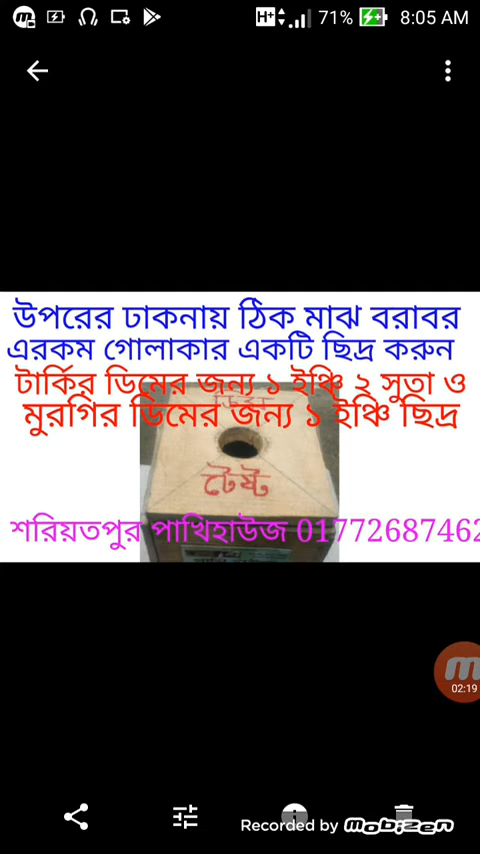 71% 8:05 AM
উপরের ঢাকনায় ঠিক মাঝ বরাবর
এরকম গোলাকার একটি ছিদ্র করুন
টার্কির ডিমের জন্য ১ ইঞ্চি ২ সুতা ও
মুরগির ডিমের জন্য ১ ইঞ্চি ছিদ্র
টেষ্ট
শরিয়তপুর পাখিহাউজ 01772687462
02:19
Recorded by mobizen